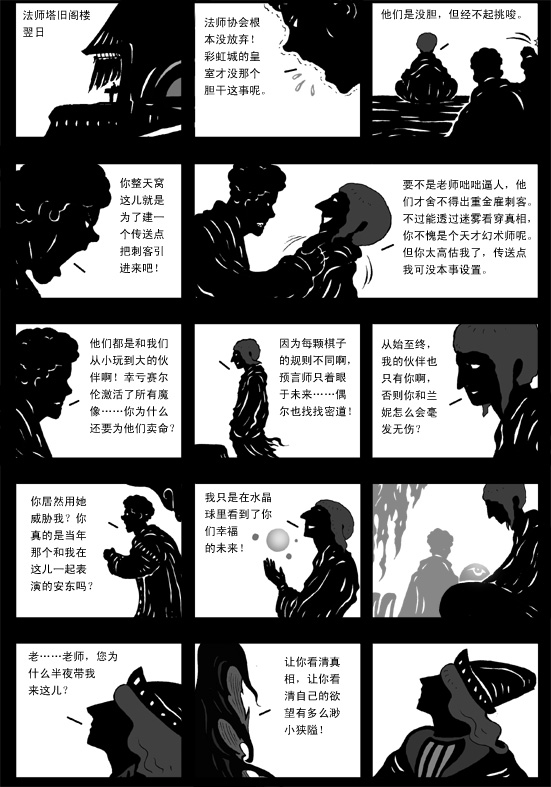 法师塔旧阁楼
翌日
法师协会根
本没放弃！
彩虹城的皇
室才没那个
胆干这事呢。
他们是没胆，但经不起挑唆。
你整天窝
这儿就是
为了建一
个传送点
把刺客引
进来吧！
要不是老师咄咄逼人，他
们才舍不得出重金雇刺客。
不过能透过迷雾看穿真相，
你不愧是个天才幻术师呢。
但你太高估我了，传送点
我可没本事设置。
他们都是和我们
从小玩到大的伙
伴啊！幸亏赛尔
伦激活了所有魔
像……你为什么
还要为他们卖命？
因为每颗棋子
的规则不同啊，
预言师只着眼
于未来……偶
尔也找找密道！
从始至终，
我的伙伴也
只有你啊，
否则你和兰
妮怎么会毫
发无伤？
你居然用她
威胁我？你
真的是当年
那个和我在
这儿一起表
演的安东吗？
我只是在水晶
球里看到了你
们幸福
的未来！
老……老师，您为
什么半夜带我
来这儿？
让你看清真
相，让你看
清自己的欲
望有多么渺
小狭隘！